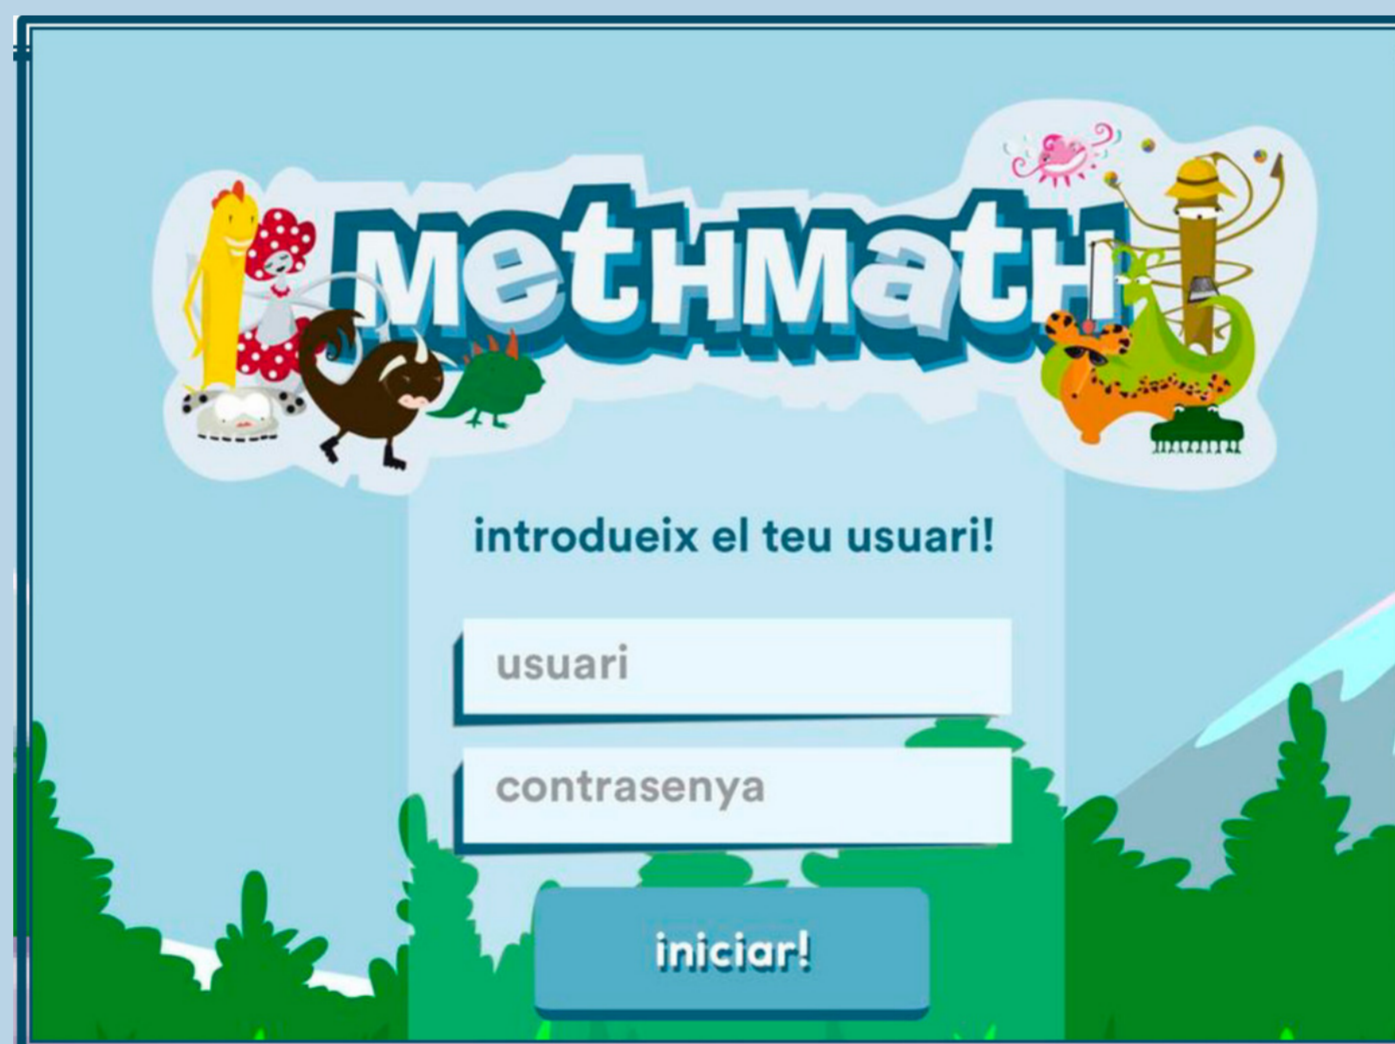 MetHMatH
introdueix el teu usuari!
usuari
contrasenya
iniciar!